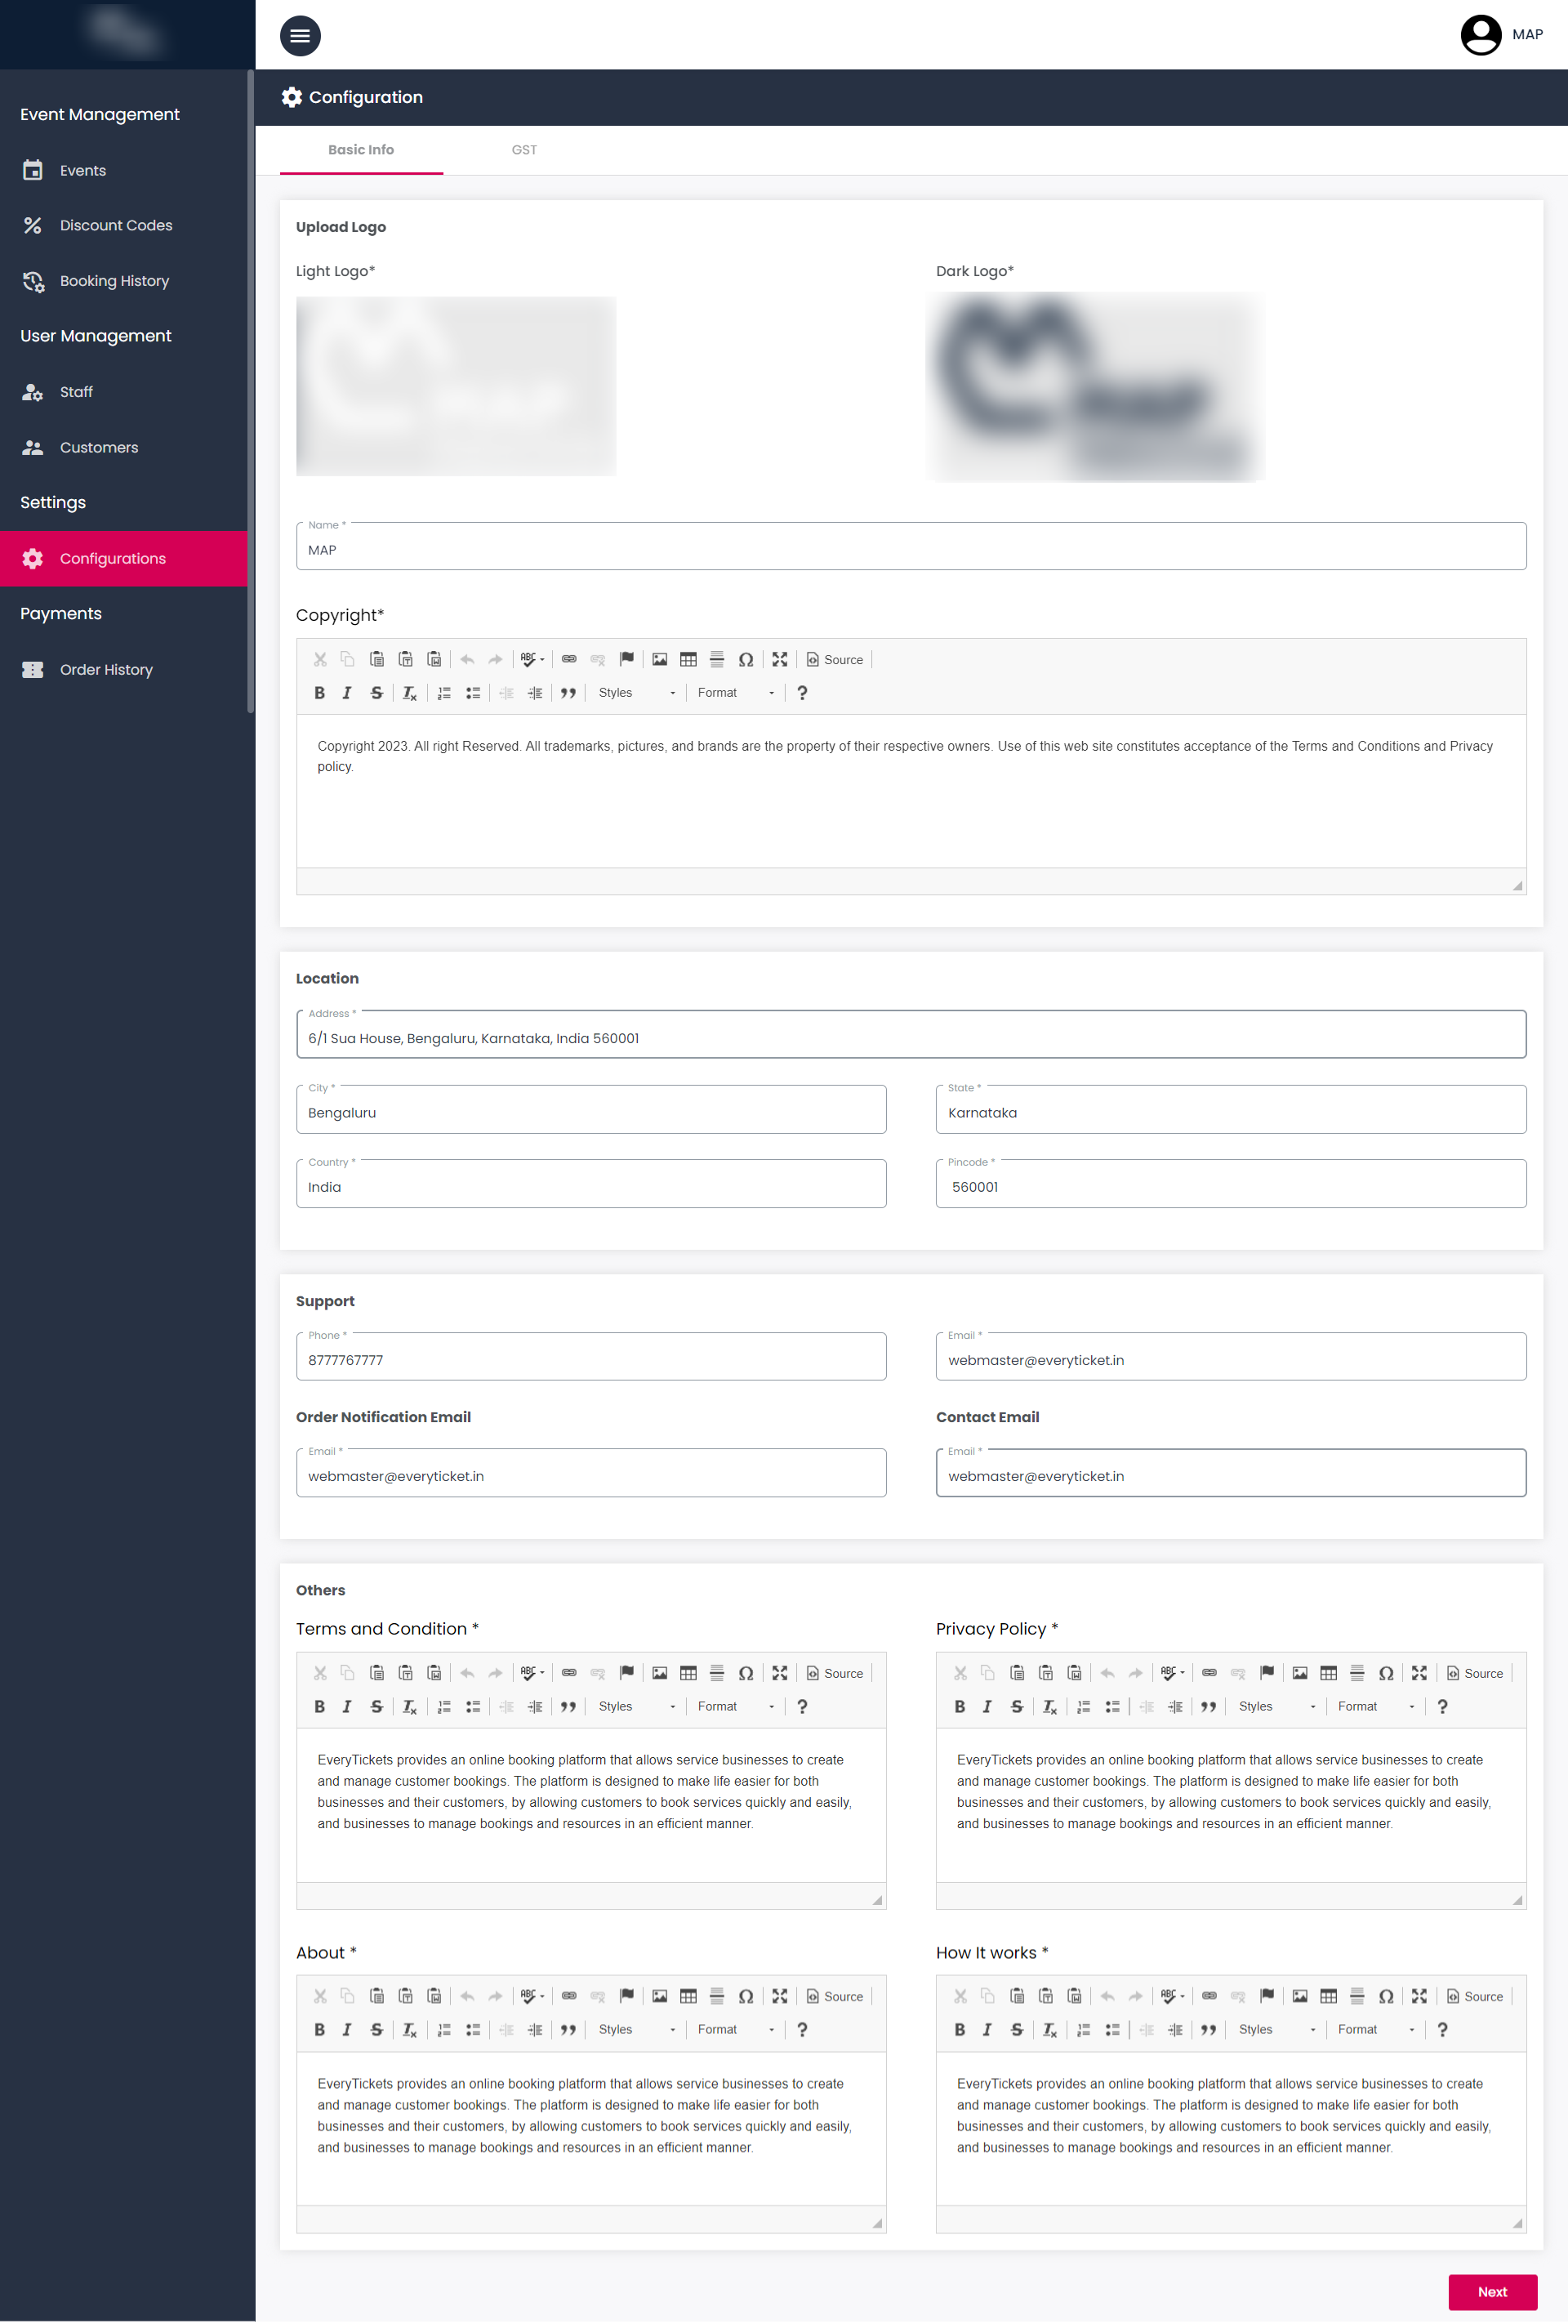 MAP
Event Management
Events
Discount Codes
Booking History
User Management
Staff
Customers
Settings
Configurations
Payments
Order History
Configuration
Basic Info GST
Upload Logo
Light Logo* Dark Logo*
MAP
Name *
MAP
Copyright*
ABC Source
B I S Tx Styles Format ?
Copyright 2023. All right Reserved. All trademarks, pictures, and brands are the property of their respective owners. Use of this web site constitutes acceptance of the Terms and Conditions and Privacy
policy.
Location
Address *
6/1 Sua House, Bengaluru, Karnataka, India 560001
City * State *
Bengaluru Karnataka
Country * Pincode *
India 560001
Support
Phone * Email *
8777767777 webmaster@everyticket.in
Order Notification Email Contact Email
Email * Email *
webmaster@everyticket.in webmaster@everyticket.in
Others
Terms and Condition *
ABC Source
B I S Tx Styles Format ?
EveryTickets provides an online booking platform that allows service businesses to create
and manage customer bookings. The platform is designed to make life easier for both
businesses and their customers, by allowing customers to book services quickly and easily,
and businesses to manage bookings and resources in an efficient manner.
Privacy Policy *
ABC Source
B I S Tx Styles Format ?
EveryTickets provides an online booking platform that allows service businesses to create
and manage customer bookings. The platform is designed to make life easier for both
businesses and their customers, by allowing customers to book services quickly and easily,
and businesses to manage bookings and resources in an efficient manner.
About *
ABC Source
B I S Tx Styles Format ?
EveryTickets provides an online booking platform that allows service businesses to create
and manage customer bookings. The platform is designed to make life easier for both
businesses and their customers, by allowing customers to book services quickly and easily,
and businesses to manage bookings and resources in an efficient manner.
How It works *
ABC Source
B I S Tx Styles Format ?
EveryTickets provides an online booking platform that allows service businesses to create
and manage customer bookings. The platform is designed to make life easier for both
businesses and their customers, by allowing customers to book services quickly and easily,
and businesses to manage bookings and resources in an efficient manner.
Next